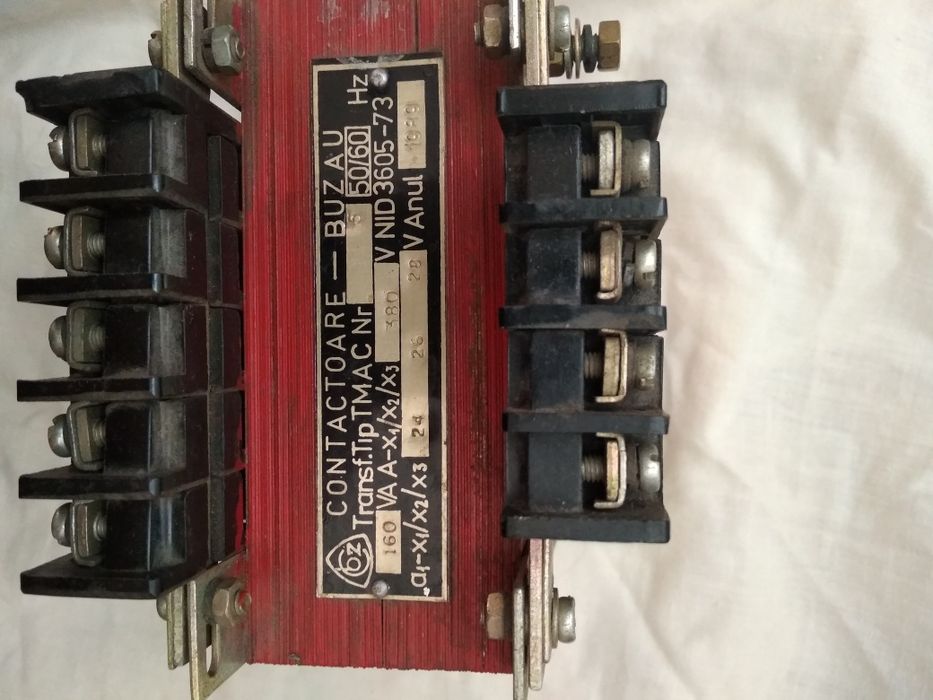 CONTACTOARE — BUZAU
bz Transf.Tip TMAC Nr 50/60 Hz
160 VA A-x1/x2/x3 380 V NID 3605-73
a1-x1/x2/x3 24 26 28 V Anul 1989